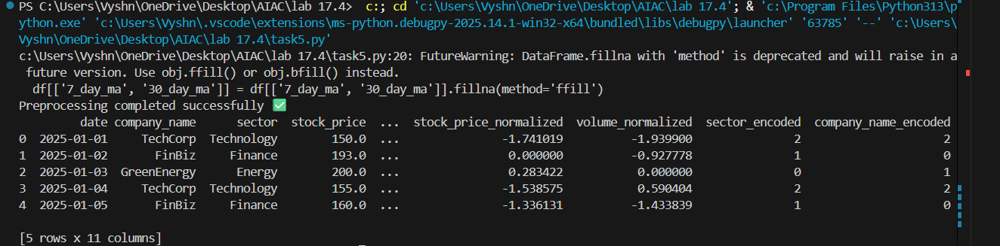 PS C:\Users\Vyshn\OneDrive\Desktop\AIAC\lab 17.4>  c:; cd 'c:\Users\Vyshn\OneDrive\Desktop\AIAC\lab 17.4'; & 'c:\Program Files\Python313\p
ython.exe' 'c:\Users\Vyshn\.vscode\extensions\ms-python.debugpy-2025.14.1-win32-x64\bundled\libs\debugpy\launcher' '63785' '--' 'c:\Users\
Vyshn\OneDrive\Desktop\AIAC\lab 17.4\task5.py'
c:\Users\Vyshn\OneDrive\Desktop\AIAC\lab 17.4\task5.py:20: FutureWarning: DataFrame.fillna with 'method' is deprecated and will raise in a
 future version. Use obj.ffill() or obj.bfill() instead.
  df[['7_day_ma', '30_day_ma']] = df[['7_day_ma', '30_day_ma']].fillna(method='ffill')
Preprocessing completed successfully ✅
        date company_name      sector  stock_price  ...  stock_price_normalized  volume_normalized  sector_encoded  company_name_encoded
0  2025-01-01     TechCorp  Technology        150.0  ...               -1.741019          -1.939900               2                     2
1  2025-01-02       FinBiz     Finance        193.0  ...                0.000000          -0.927778               1                     0
2  2025-01-03  GreenEnergy      Energy        200.0  ...                0.283422           0.000000               0                     1
3  2025-01-04     TechCorp  Technology        155.0  ...               -1.538575           0.590404               2                     2
4  2025-01-05       FinBiz     Finance        160.0  ...               -1.336131          -1.433839               1                     0
[5 rows x 11 columns]